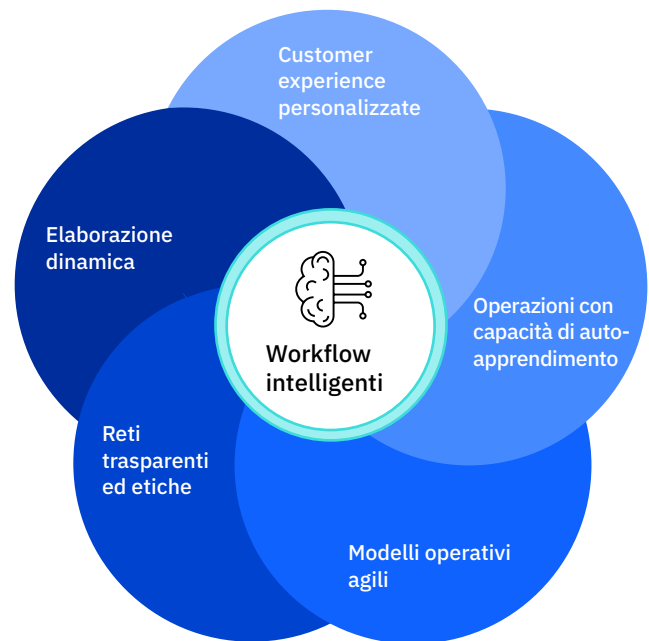 Customer
experience
personalizzate
Elaborazione
dinamica
Operazioni con
capacità di auto-
apprendimento
Workflow
intelligenti
Reti
trasparenti
ed etiche
Modelli operativi
agili